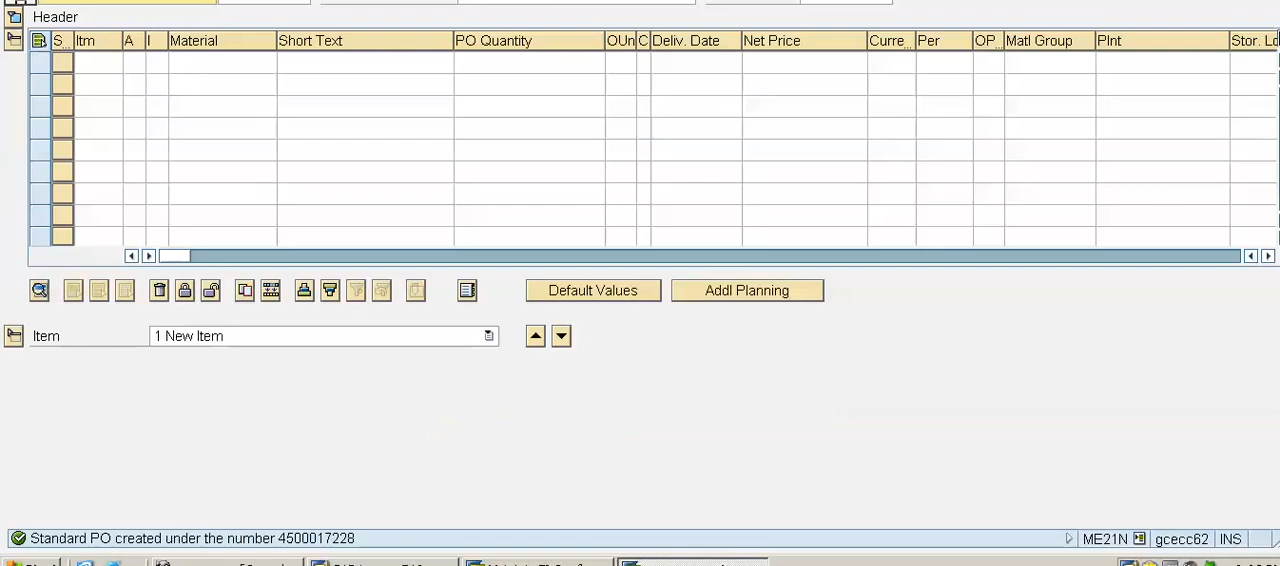 Header
S.. Itm A I Material Short Text PO Quantity OUn C Deliv. Date Net Price Curre... Per OP... Matl Group Plnt Stor. Lo
Default Values Addl Planning
Item 1 New Item
Standard PO created under the number 4500017228 ME21N gcecc62 INS